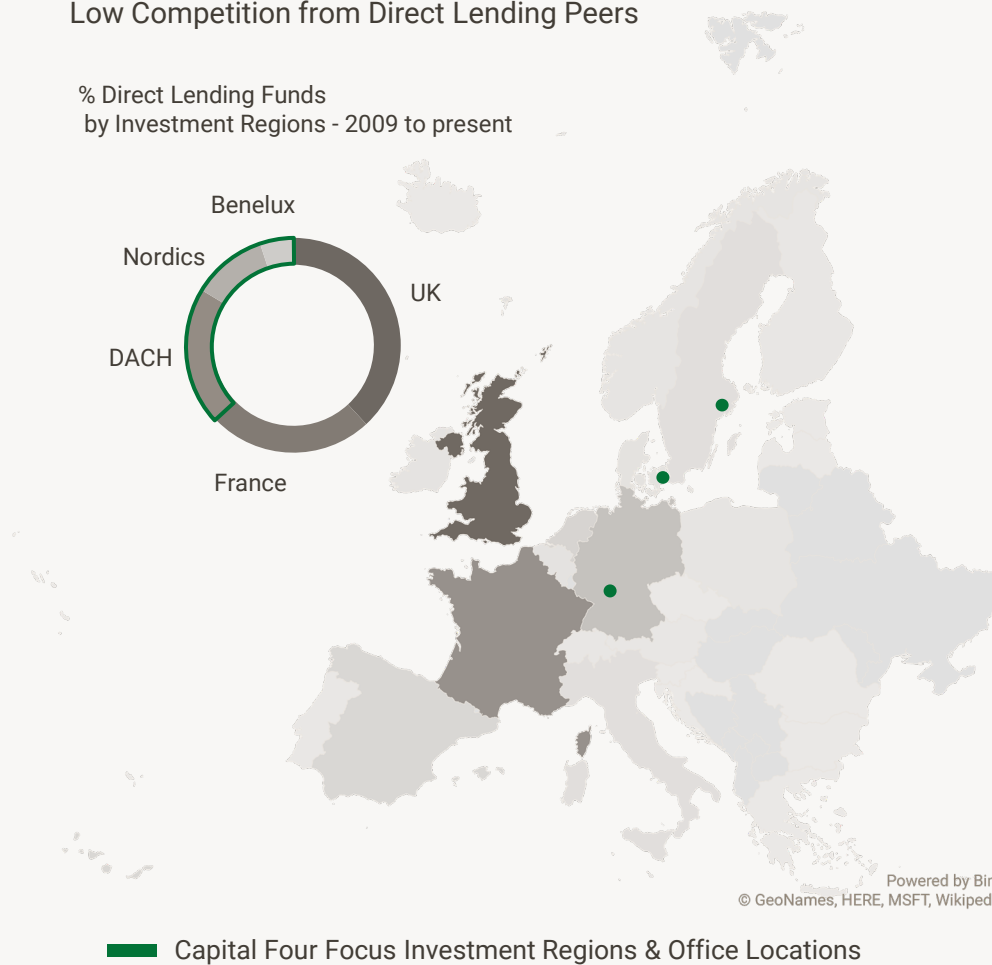 Low Competition from Direct Lending Peers
% Direct Lending Funds
by Investment Regions - 2009 to present
Benelux
Nordics
UK
DACH
France
Powered by Bin
© GeoNames, HERE, MSFT, Wikiped
Capital Four Focus Investment Regions & Office Locations